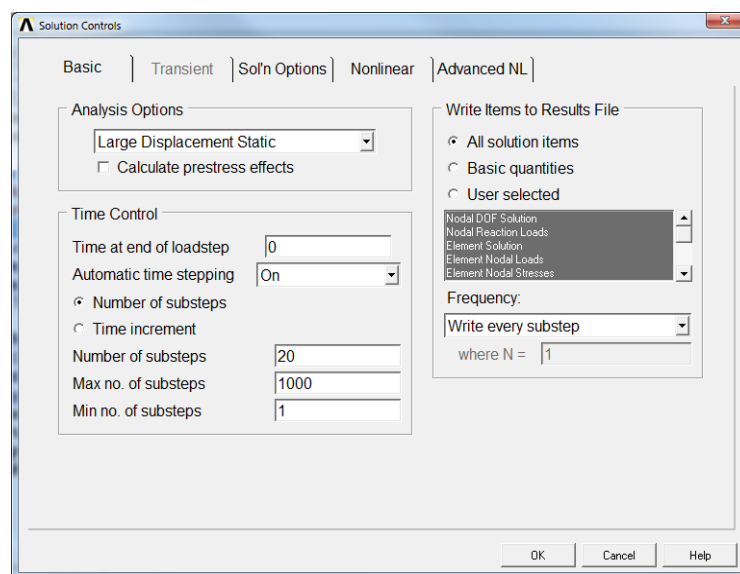 Solution Controls
Basic
Transient
Sol'n Options
Nonlinear
Advanced NL
Analysis Options
Large Displacement Static
Calculate prestress effects
Time Control
Time at end of loadstep 0
Automatic time stepping On
Number of substeps
Time increment
Number of substeps 20
Max no. of substeps 1000
Min no. of substeps 1
Write Items to Results File
All solution items
Basic quantities
User selected
Nodal DOF Solution
Nodal Reaction Loads
Element Solution
Element Nodal Loads
Element Nodal Stresses
Frequency:
Write every substep
where N = 1
OK
Cancel
Help